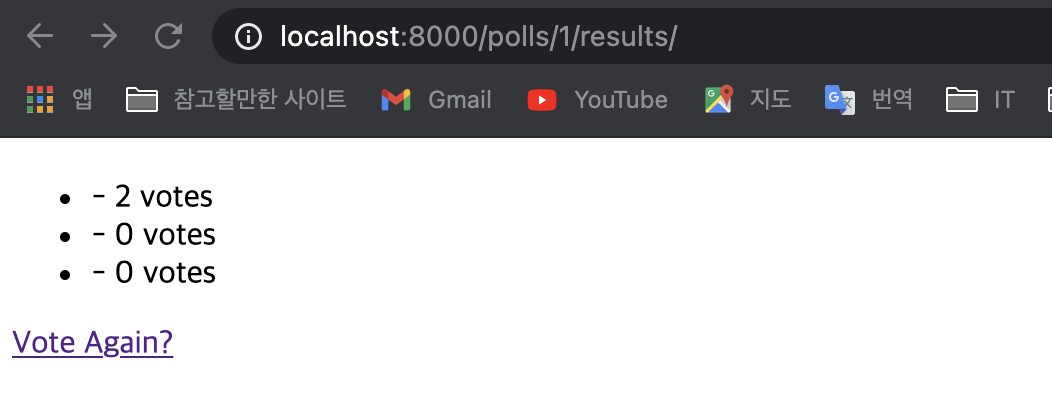 localhost:8000/polls/1/results/
앱 참고할만한 사이트 Gmail YouTube 지도 번역 IT
- 2 votes
- 0 votes
- 0 votes
Vote Again?